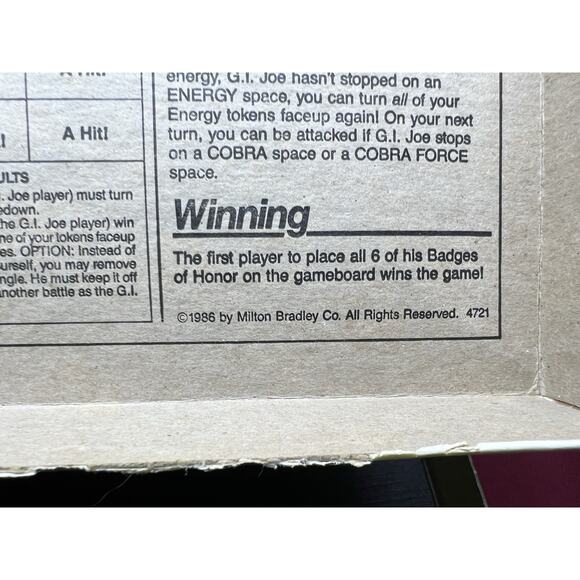 A Hit!
A Hit!
ULTS
. Joe player) must turn
edown.
he G.I. Joe player) win
ne of your tokens faceup
es. OPTION: Instead of
urself, you may remove
ngle. He must keep it off
another battle as the G.I.
energy, G.I. Joe hasn't stopped on an
ENERGY space, you can turn all of your
Energy tokens faceup again! On your next
turn, you can be attacked if G.I. Joe stops
on a COBRA space or a COBRA FORCE
space.
Winning
The first player to place all 6 of his Badges
of Honor on the gameboard wins the game!
©1986 by Milton Bradley Co. All Rights Reserved. 4721